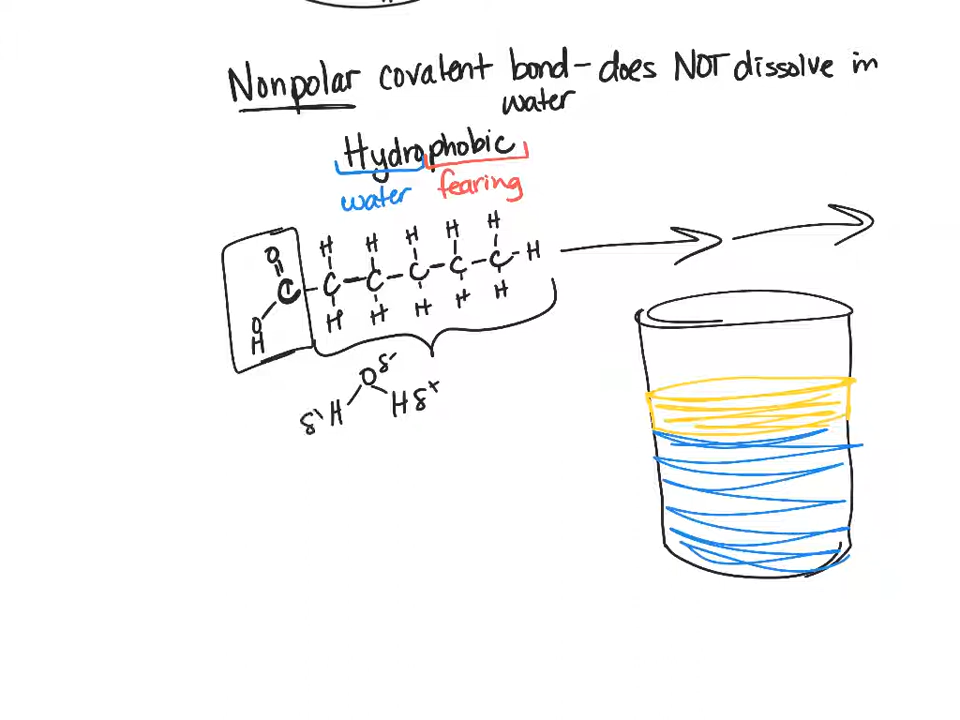 Nonpolar covalent bond - does NOT dissolve in
water
Hydrophobic
water fearing
H H H H H
O C - C - C - C - C - C - H
O H H H H H
H
O δ-
H H δ+